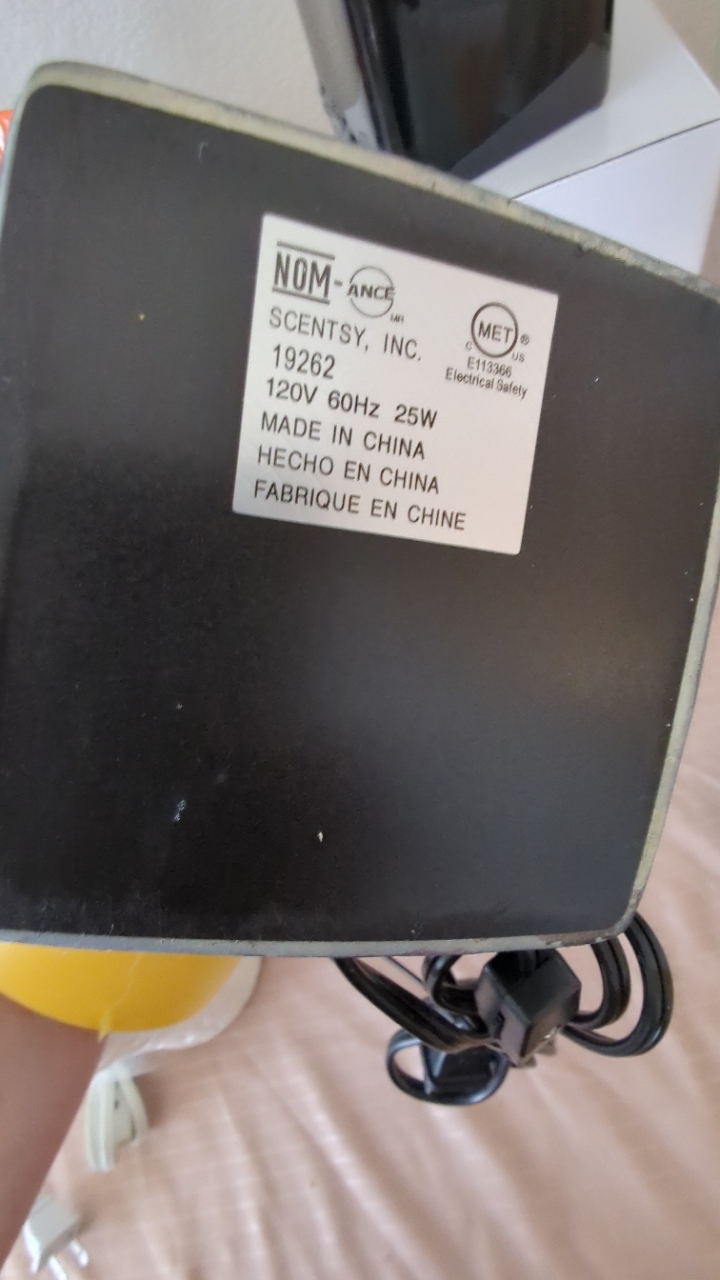 NOM-ANCE
MR
SCENTSY, INC.
19262
120V 60Hz 25W
MADE IN CHINA
HECHO EN CHINA
FABRIQUE EN CHINE
MET®
C US
E113366
Electrical Safety